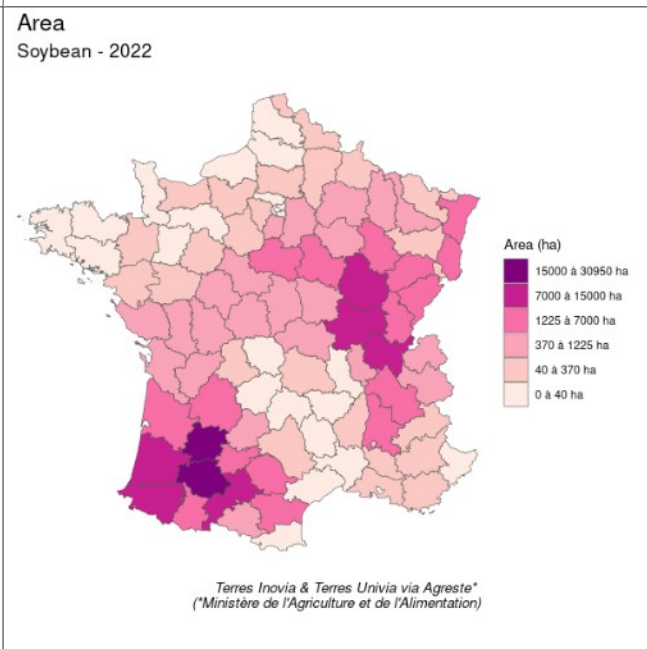 Area
Soybean - 2022
Area (ha)
15000 à 30950 ha
7000 à 15000 ha
1225 à 7000 ha
370 à 1225 ha
40 à 370 ha
0 à 40 ha
Terres Inovia & Terres Univia via Agreste*
(*Ministère de l'Agriculture et de l'Alimentation)